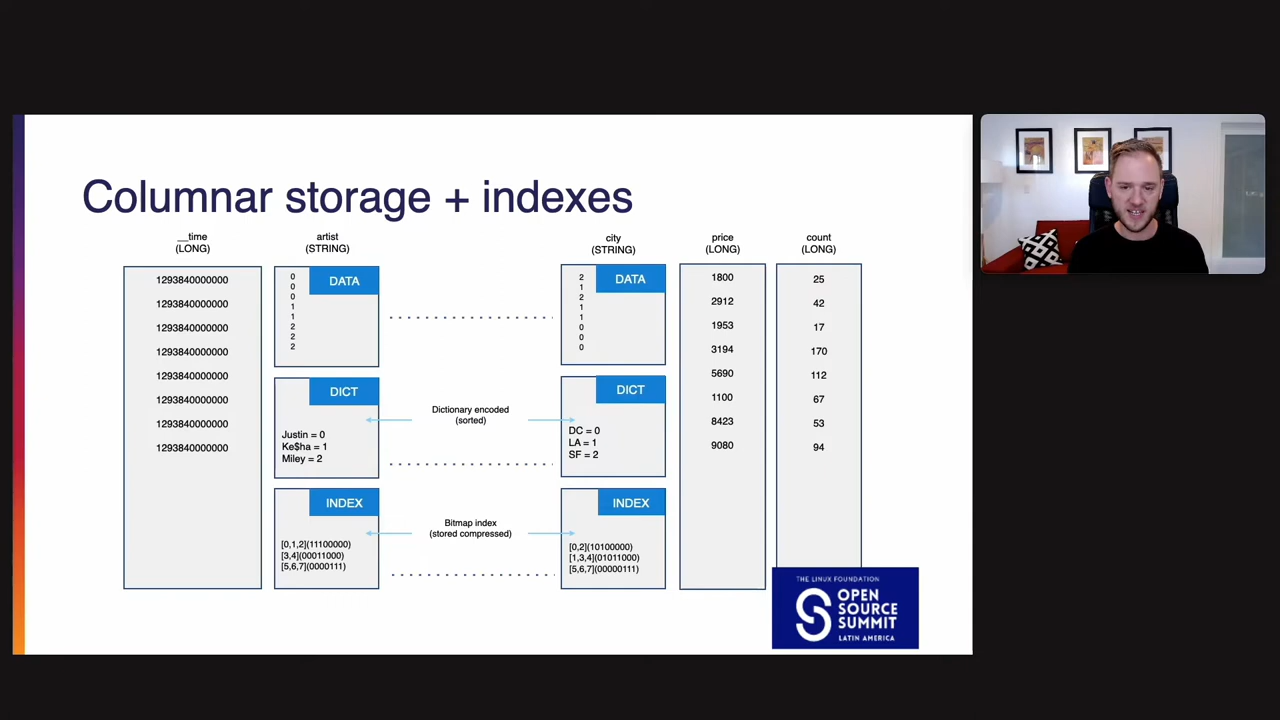 Columnar storage + indexes
__time
(LONG)
1293840000000
1293840000000
1293840000000
1293840000000
1293840000000
1293840000000
1293840000000
1293840000000
artist
(STRING)
DATA
0
0
0
1
1
2
2
2
DICT
Justin = 0
Ke$ha = 1
Miley = 2
INDEX
[0,1,2](11100000)
[3,4](00011000)
[5,6,7](0000111)
Dictionary encoded
(sorted)
Bitmap index
(stored compressed)
city
(STRING)
DATA
2
1
2
1
1
0
0
0
DICT
DC = 0
LA = 1
SF = 2
INDEX
[0,2](10100000)
[1,3,4](01011000)
[5,6,7](00000111)
price
(LONG)
1800
2912
1953
3194
5690
1100
8423
9080
count
(LONG)
25
42
17
170
112
67
53
94
THE LINUX FOUNDATION
OPEN
SOURCE
SUMMIT
LATIN AMERICA